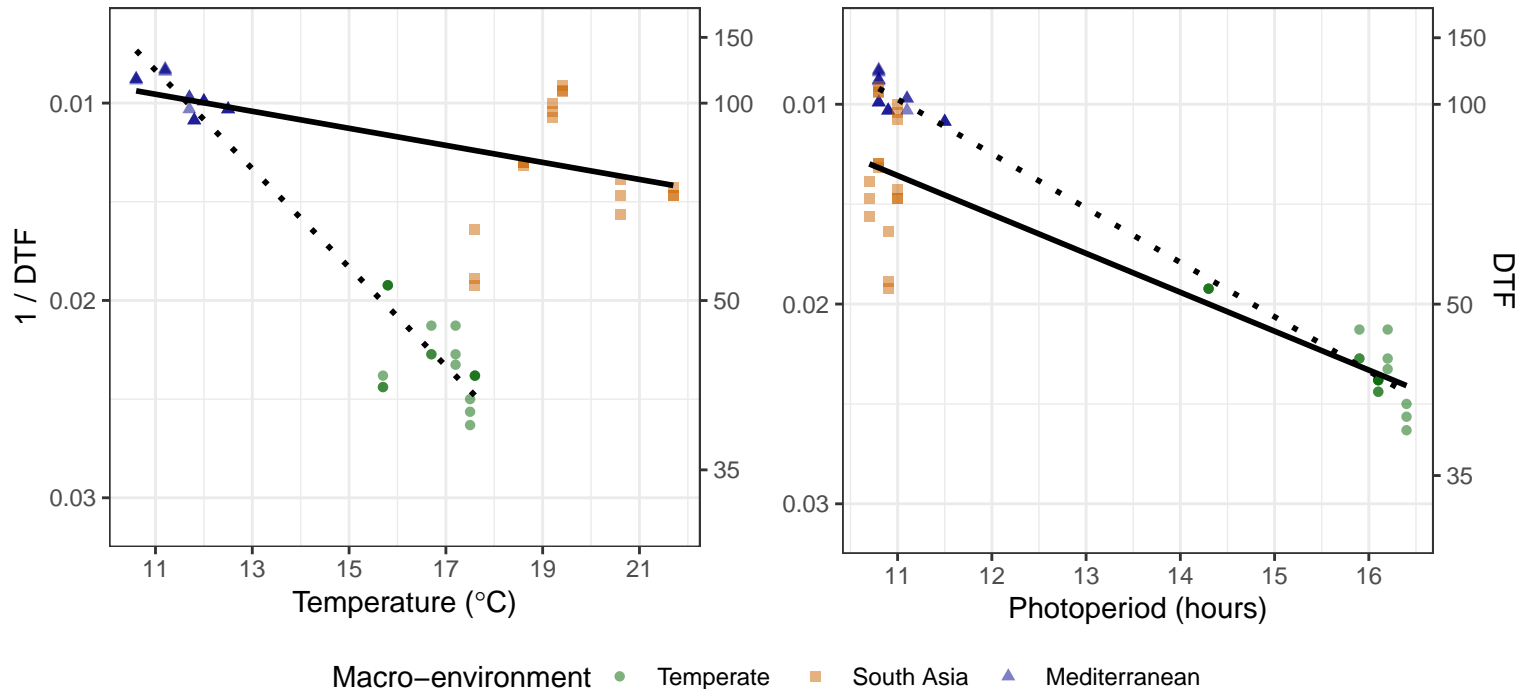 1 / DTF
0.01
0.02
0.03
150
100
50
35
11 13 15 17 19 21
Temperature (°C)
0.01
0.02
0.03
150
100
50
35
DTF
11 12 13 14 15 16
Photoperiod (hours)
Macro−environment Temperate South Asia Mediterranean